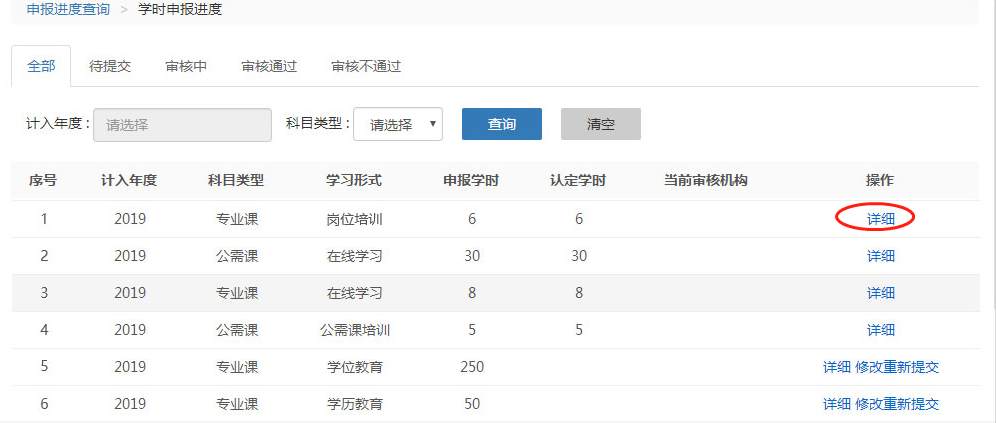 申报进度查询 > 学时申报进度
全部 待提交 审核中 审核通过 审核不通过
计入年度: 请选择 科目类型: 请选择 查询 清空
序号 计入年度 科目类型 学习形式 申报学时 认定学时 当前审核机构 操作
1 2019 专业课 岗位培训 6 6 详细
2 2019 公需课 在线学习 30 30 详细
3 2019 专业课 在线学习 8 8 详细
4 2019 公需课 公需课培训 5 5 详细
5 2019 专业课 学位教育 250 详细 修改重新提交
6 2019 专业课 学历教育 50 详细 修改重新提交